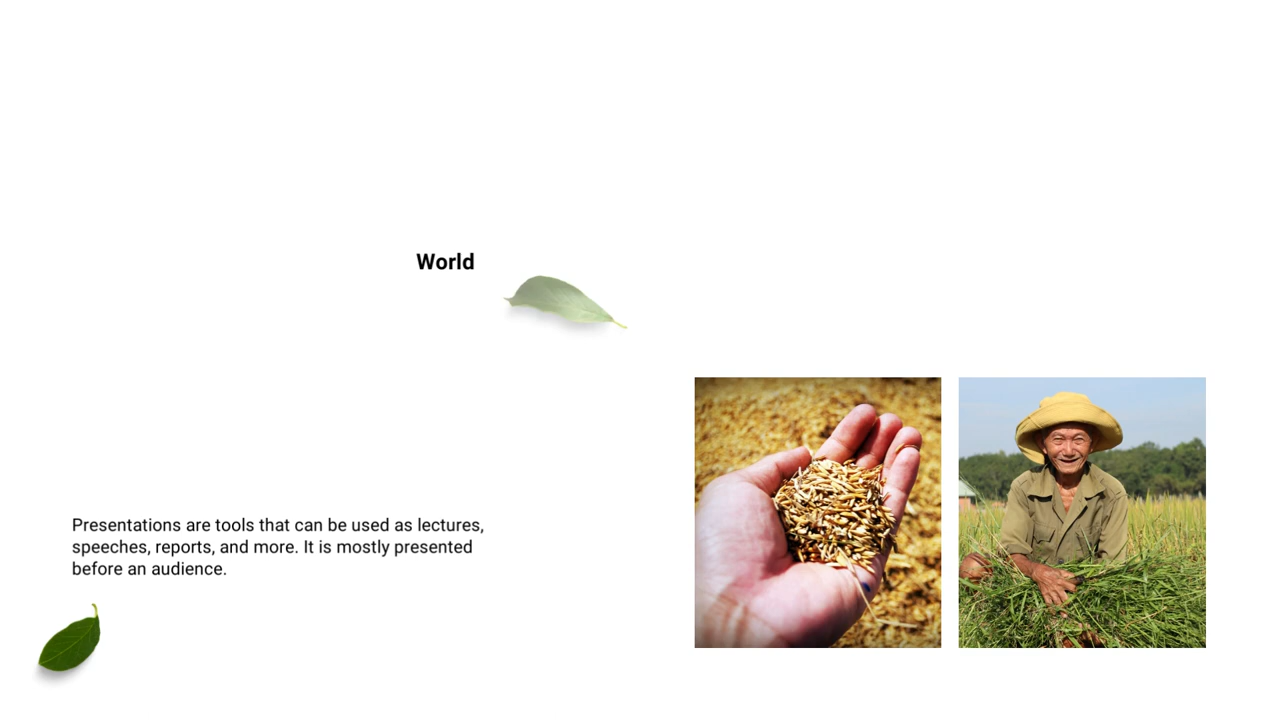 World
Presentations are tools that can be used as lectures,
speeches, reports, and more. It is mostly presented
before an audience.